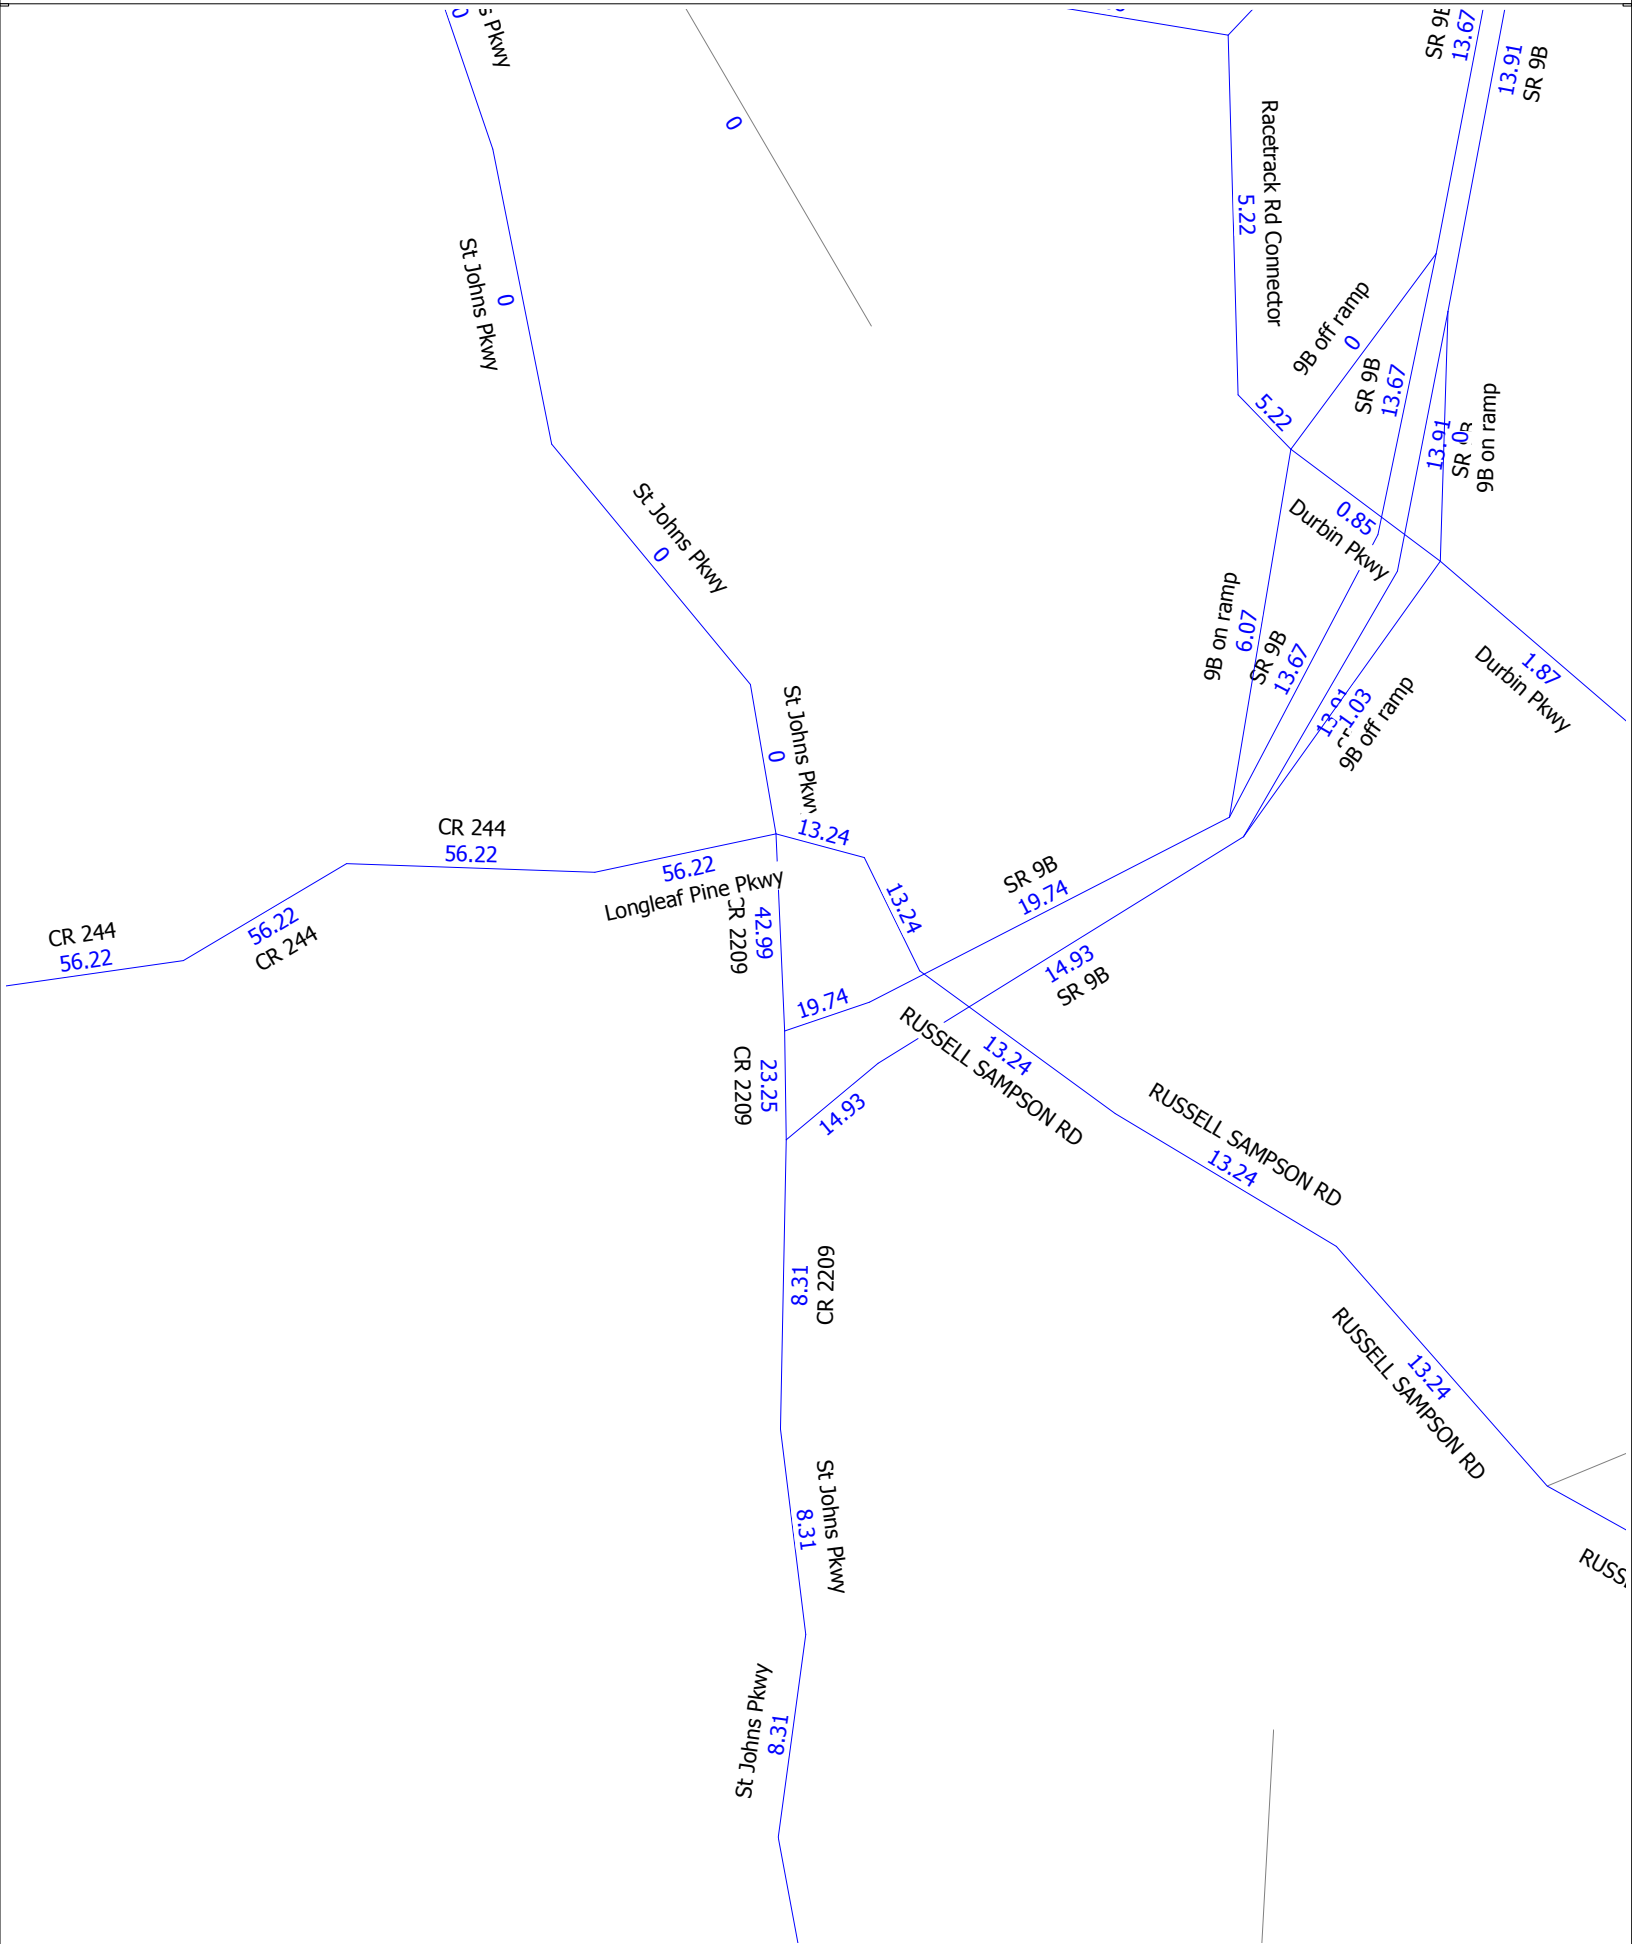 Pkwy
0
SR 9B
13.67
13.91
SR 9B
Racetrack Rd Connector
5.22
St Johns Pkwy
0
9B off ramp
0
SR 9B
13.67
5.22
13.91
0
9B on ramp
St Johns Pkwy
0
0.85
Durbin Pkwy
9B on ramp
6.07
SR 9B
13.67
1.87
Durbin Pkwy
1.03
9B off ramp
St Johns Pkwy
0
13.24
CR 244
56.22
56.22
Longleaf Pine Pkwy
CR 2209
42.99
13.24
SR 9B
19.74
CR 244
56.22
56.22
CR 244
14.93
SR 9B
19.74
RUSSELL SAMPSON RD
13.24
CR 2209
23.25
14.93
RUSSELL SAMPSON RD
13.24
CR 2209
8.31
RUSSELL SAMPSON RD
13.24
St Johns Pkwy
8.31
St Johns Pkwy
8.31